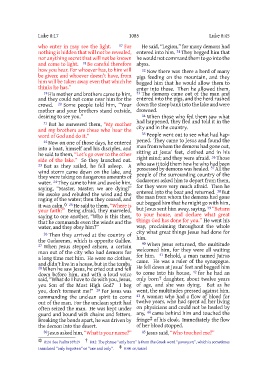 Luke 8:17
1085
Luke 8:45
who enter in may see the light. 17 For
nothing is hidden that will not be revealed,
nor anything secret that will not be known
and come to light. 18 Be careful therefore
how you hear. For whoever has, to him will
be given; and whoever doesn't have, from
him will be taken away even that which he
thinks he has."
19 His mother and brothers came to him,
and they could not come near him for the
crowd. 20 Some people told him, "Your
mother and your brothers stand outside,
desiring to see you."
21 But he answered them, "My mother
and my brothers are these who hear the
word of God and do it."
22 Now on one of those days, he entered
into a boat, himself and his disciples, and
he said to them, "Let's go over to the other
side of the lake." So they launched out.
23 But as they sailed, he fell asleep. A
wind storm came down on the lake, and
they were taking on dangerous amounts of
water. 24 They came to him and awoke him,
saying, "Master, Master, we are dying!"
He awoke and rebuked the wind and the
raging of the water; then they ceased, and
it was calm. 25 He said to them, "Where is
your faith?" Being afraid, they marveled,
saying to one another, "Who is this then,
that he commands even the winds and the
water, and they obey him?"
26 Then they arrived at the country of
the Gadarenes, which is opposite Galilee.
27 When Jesus stepped ashore, a certain
man out of the city who had demons for
a long time met him. He wore no clothes,
and didn't live in a house, but in the tombs.
28 When he saw Jesus, he cried out and fell
down before him, and with a loud voice
said, "What do I have to do with you, Jesus,
you Son of the Most High God? I beg
you, don't torment me!" 29 For Jesus was
commanding the unclean spirit to come
out of the man. For the unclean spirit had
often seized the man. He was kept under
guard and bound with chains and fetters.
Breaking the bonds apart, he was driven by
the demon into the desert.
30 Jesus asked him, "What is your name?"
He said, "Legion," for many demons had
entered into him. 31 They begged him that
he would not command them to go into the
abyss.
32 Now there was there a herd of many
pigs feeding on the mountain, and they
begged him that he would allow them to
enter into those. Then he allowed them.
33 The demons came out of the man and
entered into the pigs, and the herd rushed
down the steep bank into the lake and were
drowned.
34 When those who fed them saw what
had happened, they fled and told it in the
city and in the country.
35 People went out to see what had hap-
pened. They came to Jesus and found the
man from whom the demons had gone out,
sitting at Jesus' feet, clothed and in his
right mind; and they were afraid. 36 Those
who saw it told them how he who had been
possessed by demons was healed. 37 All the
people of the surrounding country of the
Gadarenes asked him to depart from them,
for they were very much afraid. Then he
entered into the boat and returned. 38 But
the man from whom the demons had gone
out begged him that he might go with him,
but Jesus sent him away, saying, 39 "Return
to your house, and declare what great
things God has done for you." He went his
way, proclaiming throughout the whole
city what great things Jesus had done for
him.
40 When Jesus returned, the multitude
welcomed him, for they were all waiting
for him. 41 Behold, a man named Jairus
came. He was a ruler of the synagogue.
He fell down at Jesus' feet and begged him
to come into his house, 42 for he had an
only born daughter, about twelve years
of age, and she was dying. But as he
went, the multitudes pressed against him.
43 A woman who had a flow of blood for
twelve years, who had spent all her living
on physicians and could not be healed by
any, 44 came behind him and touched the
fringe of his cloak. Immediately the flow
of her blood stopped.
45 Jesus said, "Who touched me?"